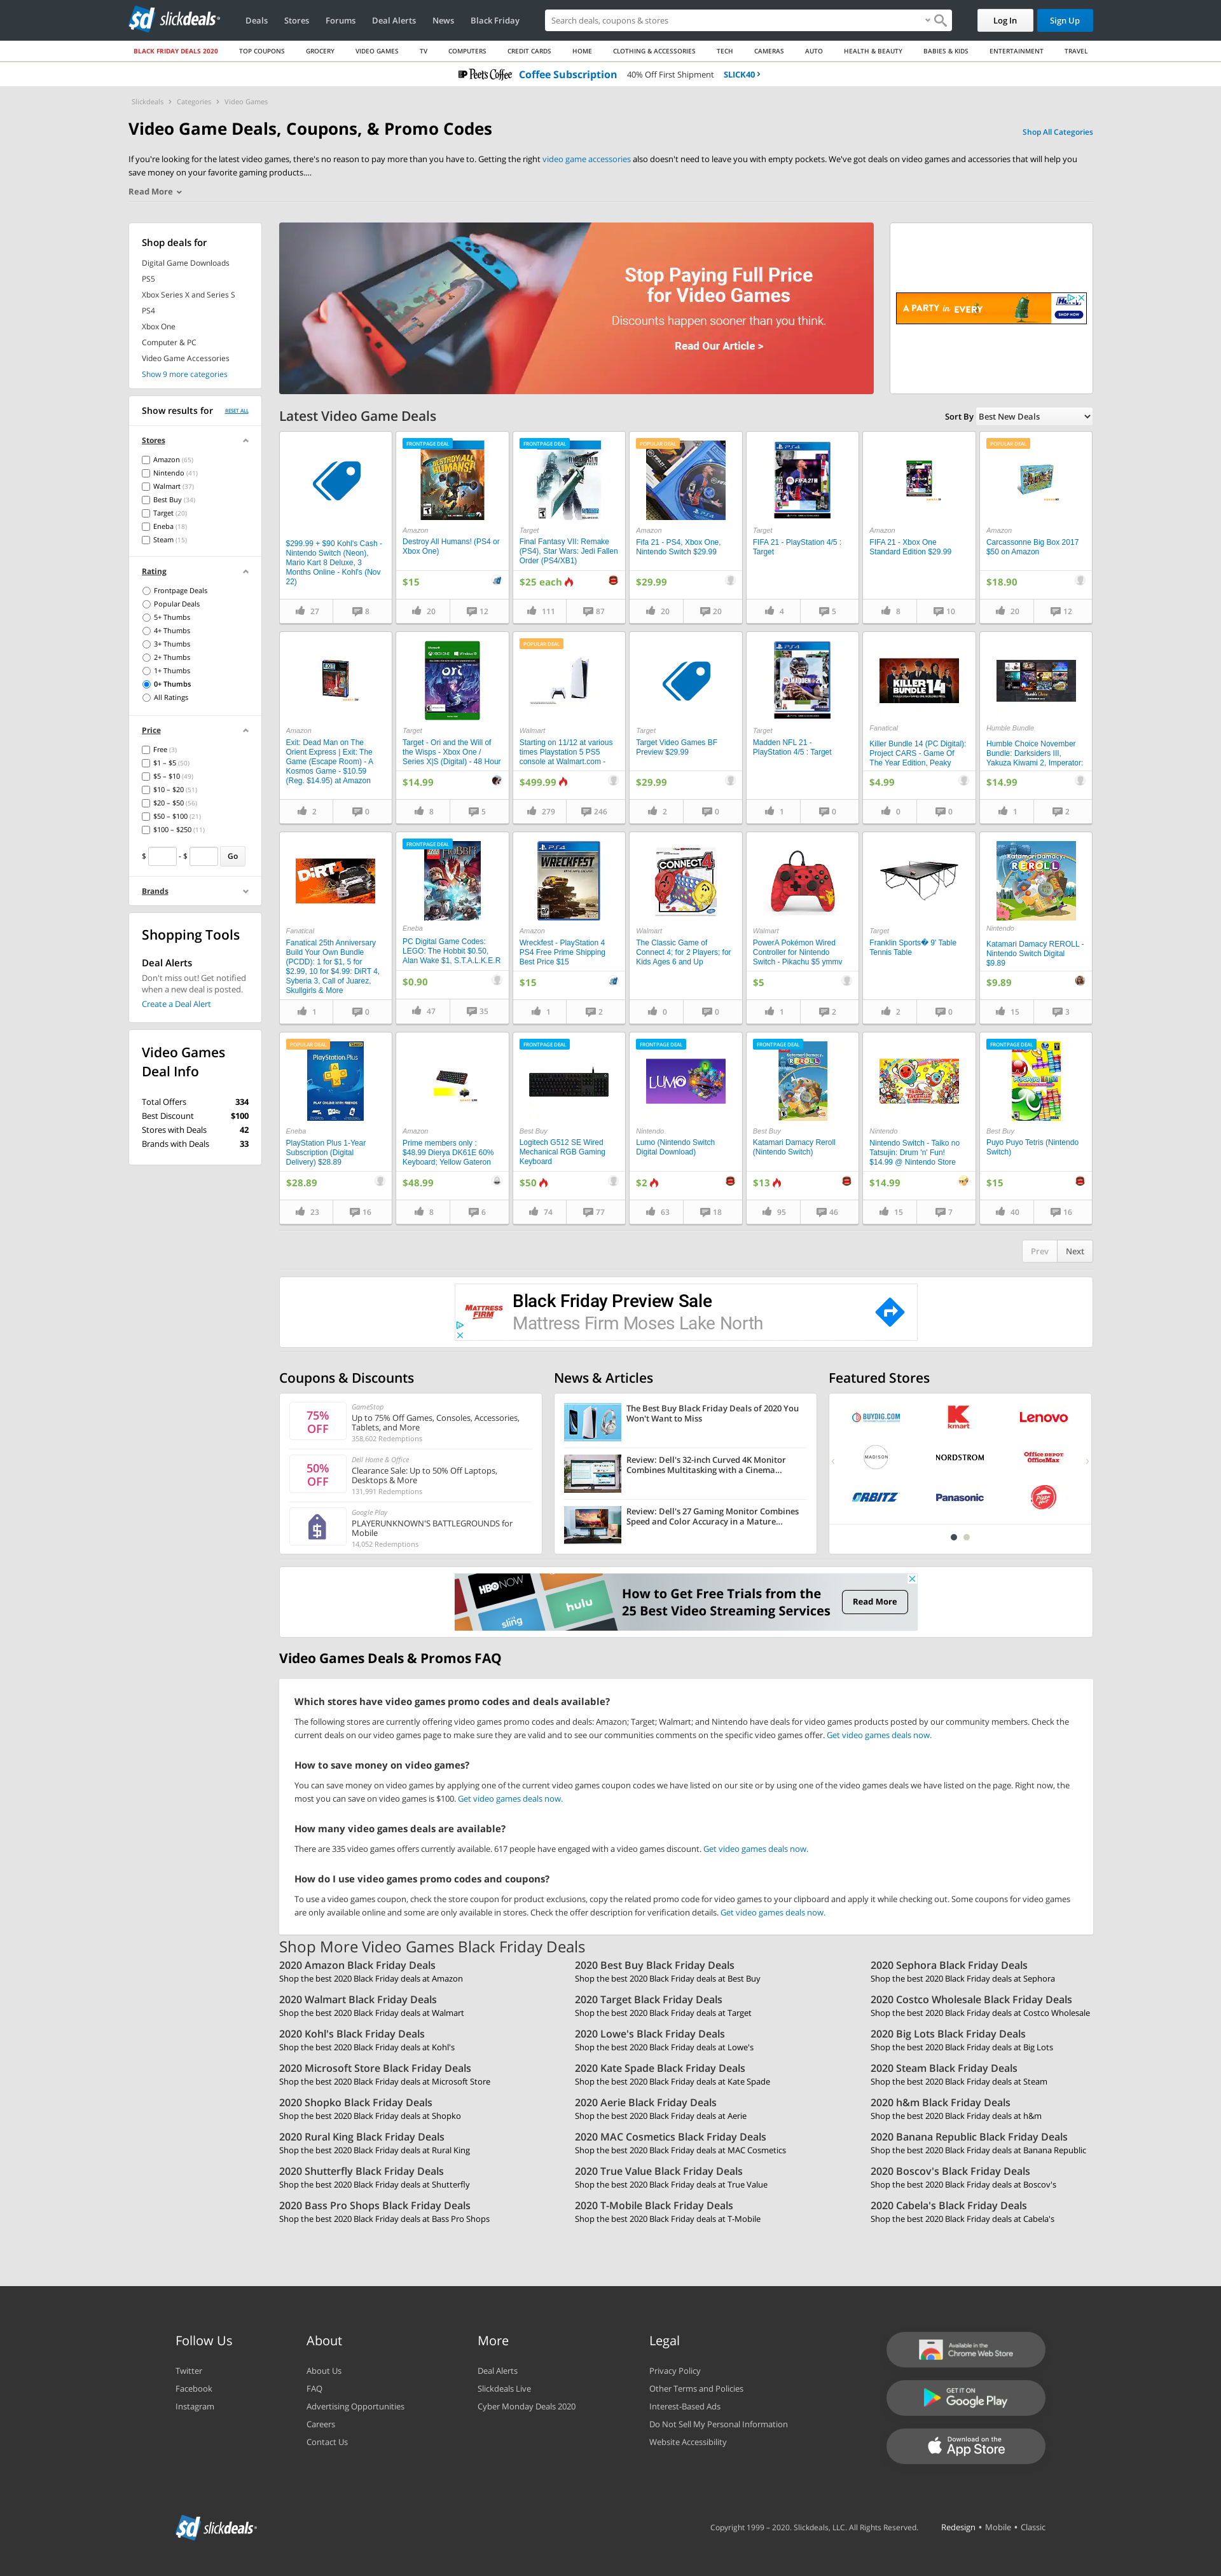 sd slickdeals
Deals Stores Forums Deal Alerts News Black Friday
Search deals, coupons & stores
Log In Sign Up
BLACK FRIDAY DEALS 2020 TOP COUPONS GROCERY VIDEO GAMES TV COMPUTERS CREDIT CARDS HOME CLOTHING & ACCESSORIES TECH CAMERAS AUTO HEALTH & BEAUTY BABIES & KIDS ENTERTAINMENT TRAVEL
Peet's Coffee Coffee Subscription 40% Off First Shipment SLICK40 >
Slickdeals > Categories > Video Games
Video Game Deals, Coupons, & Promo Codes
Shop All Categories
If you're looking for the latest video games, there's no reason to pay more than you have to. Getting the right video game accessories also doesn't need to leave you with empty pockets. We've got deals on video games and accessories that will help you
save money on your favorite gaming products....
Read More
Shop deals for
Digital Game Downloads
PS5
Xbox Series X and Series S
PS4
Xbox One
Computer & PC
Video Game Accessories
Show 9 more categories
Show results for RESET ALL
Stores
Amazon (65)
Nintendo (41)
Walmart (37)
Best Buy (34)
Target (20)
Eneba (18)
Steam (15)
Rating
Frontpage Deals
Popular Deals
5+ Thumbs
4+ Thumbs
3+ Thumbs
2+ Thumbs
1+ Thumbs
0+ Thumbs
All Ratings
Price
Free (3)
$1 – $5 (50)
$5 – $10 (49)
$10 – $20 (51)
$20 – $50 (56)
$50 – $100 (21)
$100 – $250 (11)
$ - $ Go
Brands
Shopping Tools
Deal Alerts
Don't miss out! Get notified
when a new deal is posted.
Create a Deal Alert
Video Games
Deal Info
Total Offers 334
Best Discount $100
Stores with Deals 42
Brands with Deals 33
Stop Paying Full Price
for Video Games
Discounts happen sooner than you think.
Read Our Article >
A PARTY in EVERY
SHOP NOW
Latest Video Game Deals
Sort By Best New Deals
$299.99 + $90 Kohl's Cash -
Nintendo Switch (Neon),
Mario Kart 8 Deluxe, 3
Months Online - Kohl's (Nov
22)
27 8
FRONTPAGE DEAL
Amazon
Destroy All Humans! (PS4 or
Xbox One)
$15
20 12
FRONTPAGE DEAL
Target
Final Fantasy VII: Remake
(PS4), Star Wars: Jedi Fallen
Order (PS4/XB1)
$25 each
111 87
POPULAR DEAL
Amazon
Fifa 21 - PS4, Xbox One,
Nintendo Switch $29.99
$29.99
20 20
Target
FIFA 21 - PlayStation 4/5 :
Target
4 5
Amazon
FIFA 21 - Xbox One
Standard Edition $29.99
8 10
POPULAR DEAL
Amazon
Carcassonne Big Box 2017
$50 on Amazon
$18.90
20 12
Amazon
Exit: Dead Man on The
Orient Express | Exit: The
Game (Escape Room) - A
Kosmos Game - $10.59
(Reg. $14.95) at Amazon
2 0
Target
Target - Ori and the Will of
the Wisps - Xbox One /
Series X|S (Digital) - 48 Hour
$14.99
8 5
POPULAR DEAL
Walmart
Starting on 11/12 at various
times Playstation 5 PS5
console at Walmart.com -
$499.99
279 246
Target
Target Video Games BF
Preview $29.99
$29.99
2 0
Target
Madden NFL 21 -
PlayStation 4/5 : Target
1 0
KILLER BUNDLE 14
Fanatical
Killer Bundle 14 (PC Digital):
Project CARS - Game Of
The Year Edition, Peaky
$4.99
0 0
Humble Bundle
Humble Choice November
Bundle: Darksiders III,
Yakuza Kiwami 2, Imperator:
$14.99
1 2
DiRT4
Fanatical
Fanatical 25th Anniversary
Build Your Own Bundle
(PCDD): 1 for $1, 5 for
$2.99, 10 for $4.99: DiRT 4,
Syberia 3, Call of Juarez,
Skullgirls & More
1 0
FRONTPAGE DEAL
Eneba
PC Digital Game Codes:
LEGO: The Hobbit $0.50,
Alan Wake $1, S.T.A.L.K.E.R
$0.90
47 35
WRECKFEST
Amazon
Wreckfest - PlayStation 4
PS4 Free Prime Shipping
Best Price $15
$15
1 2
CONNECT 4
Walmart
The Classic Game of
Connect 4; for 2 Players; for
Kids Ages 6 and Up
0 0
Walmart
PowerA Pokémon Wired
Controller for Nintendo
Switch - Pikachu $5 ymmv
$5
1 2
Target
Franklin Sports� 9' Table
Tennis Table
2 0
Katamari Damacy REROLL
Nintendo
Katamari Damacy REROLL -
Nintendo Switch Digital
$9.89
$9.89
15 3
POPULAR DEAL
PlayStation Plus
Eneba
PlayStation Plus 1-Year
Subscription (Digital
Delivery) $28.89
$28.89
23 16
Amazon
Prime members only :
$48.99 Dierya DK61E 60%
Keyboard; Yellow Gateron
$48.99
8 6
FRONTPAGE DEAL
Best Buy
Logitech G512 SE Wired
Mechanical RGB Gaming
Keyboard
$50
74 77
FRONTPAGE DEAL
LUMO
Nintendo
Lumo (Nintendo Switch
Digital Download)
$2
63 18
FRONTPAGE DEAL
REROLL
Best Buy
Katamari Damacy Reroll
(Nintendo Switch)
$13
95 46
Nintendo
Nintendo Switch - Taiko no
Tatsujin: Drum 'n' Fun!
$14.99 @ Nintendo Store
$14.99
15 7
FRONTPAGE DEAL
Best Buy
Puyo Puyo Tetris (Nintendo
Switch)
$15
40 16
Prev Next
MATTRESS FIRM
Black Friday Preview Sale
Mattress Firm Moses Lake North
Coupons & Discounts
75% OFF
GameStop
Up to 75% Off Games, Consoles, Accessories,
Tablets, and More
358,602 Redemptions
50% OFF
Dell Home & Office
Clearance Sale: Up to 50% Off Laptops,
Desktops & More
131,991 Redemptions
Google Play
PLAYERUNKNOWN'S BATTLEGROUNDS for
Mobile
14,052 Redemptions
News & Articles
The Best Buy Black Friday Deals of 2020 You
Won't Want to Miss
Review: Dell's 32-inch Curved 4K Monitor
Combines Multitasking with a Cinema...
Review: Dell's 27 Gaming Monitor Combines
Speed and Color Accuracy in a Mature...
Featured Stores
BUYDIG.COM kmart Lenovo
MADISON NORDSTROM Office DEPOT OfficeMax
ORBITZ Panasonic Pizza Hut
HBO NOW
hulu
sling
How to Get Free Trials from the
25 Best Video Streaming Services
Read More
Video Games Deals & Promos FAQ
Which stores have video games promo codes and deals available?
The following stores are currently offering video games promo codes and deals: Amazon; Target; Walmart; and Nintendo have deals for video games products posted by our community members. Check the
current deals on our video games page to make sure they are valid and to see our communities comments on the specific video games offer. Get video games deals now.
How to save money on video games?
You can save money on video games by applying one of the current video games coupon codes we have listed on our site or by using one of the video games deals we have listed on the page. Right now, the
most you can save on video games is $100. Get video games deals now.
How many video games deals are available?
There are 335 video games offers currently available. 617 people have engaged with a video games discount. Get video games deals now.
How do I use video games promo codes and coupons?
To use a video games coupon, check the store coupon for product exclusions, copy the related promo code for video games to your clipboard and apply it while checking out. Some coupons for video games
are only available online and some are only available in stores. Check the offer description for verification details. Get video games deals now.
Shop More Video Games Black Friday Deals
2020 Amazon Black Friday Deals
Shop the best 2020 Black Friday deals at Amazon
2020 Best Buy Black Friday Deals
Shop the best 2020 Black Friday deals at Best Buy
2020 Sephora Black Friday Deals
Shop the best 2020 Black Friday deals at Sephora
2020 Walmart Black Friday Deals
Shop the best 2020 Black Friday deals at Walmart
2020 Target Black Friday Deals
Shop the best 2020 Black Friday deals at Target
2020 Costco Wholesale Black Friday Deals
Shop the best 2020 Black Friday deals at Costco Wholesale
2020 Kohl's Black Friday Deals
Shop the best 2020 Black Friday deals at Kohl's
2020 Lowe's Black Friday Deals
Shop the best 2020 Black Friday deals at Lowe's
2020 Big Lots Black Friday Deals
Shop the best 2020 Black Friday deals at Big Lots
2020 Microsoft Store Black Friday Deals
Shop the best 2020 Black Friday deals at Microsoft Store
2020 Kate Spade Black Friday Deals
Shop the best 2020 Black Friday deals at Kate Spade
2020 Steam Black Friday Deals
Shop the best 2020 Black Friday deals at Steam
2020 Shopko Black Friday Deals
Shop the best 2020 Black Friday deals at Shopko
2020 Aerie Black Friday Deals
Shop the best 2020 Black Friday deals at Aerie
2020 h&m Black Friday Deals
Shop the best 2020 Black Friday deals at h&m
2020 Rural King Black Friday Deals
Shop the best 2020 Black Friday deals at Rural King
2020 MAC Cosmetics Black Friday Deals
Shop the best 2020 Black Friday deals at MAC Cosmetics
2020 Banana Republic Black Friday Deals
Shop the best 2020 Black Friday deals at Banana Republic
2020 Shutterfly Black Friday Deals
Shop the best 2020 Black Friday deals at Shutterfly
2020 True Value Black Friday Deals
Shop the best 2020 Black Friday deals at True Value
2020 Boscov's Black Friday Deals
Shop the best 2020 Black Friday deals at Boscov's
2020 Bass Pro Shops Black Friday Deals
Shop the best 2020 Black Friday deals at Bass Pro Shops
2020 T-Mobile Black Friday Deals
Shop the best 2020 Black Friday deals at T-Mobile
2020 Cabela's Black Friday Deals
Shop the best 2020 Black Friday deals at Cabela's
Follow Us
Twitter
Facebook
Instagram
About
About Us
FAQ
Advertising Opportunities
Careers
Contact Us
More
Deal Alerts
Slickdeals Live
Cyber Monday Deals 2020
Legal
Privacy Policy
Other Terms and Policies
Interest-Based Ads
Do Not Sell My Personal Information
Website Accessibility
Available in the
Chrome Web Store
GET IT ON
Google Play
Download on the
App Store
sd slickdeals
Copyright 1999 – 2020. Slickdeals, LLC. All Rights Reserved. Redesign • Mobile • Classic